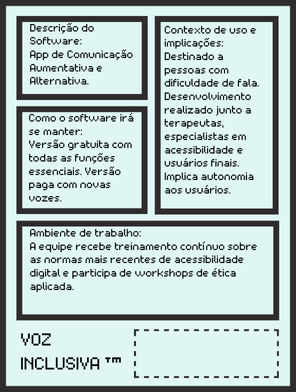 Descrição do
Software:
App de Comunicação
Aumentativa e
Alternativa.
Contexto de uso e
implicações:
Destinado a
pessoas com
dificuldade de fala.
Desenvolvimento
realizado junto a
terapeutas,
especialistas em
acessibilidade e
usuários finais.
Implica autonomia
aos usuários.
Como o software irá
se manter:
Versão gratuita com
todas as funções
essenciais. Versão
paga com novas
vozes.
Ambiente de trabalho:
A equipe recebe treinamento contínuo sobre
as normas mais recentes de acessibilidade
digital e participa de workshops de ética
aplicada.
VOZ
INCLUSIVA ™